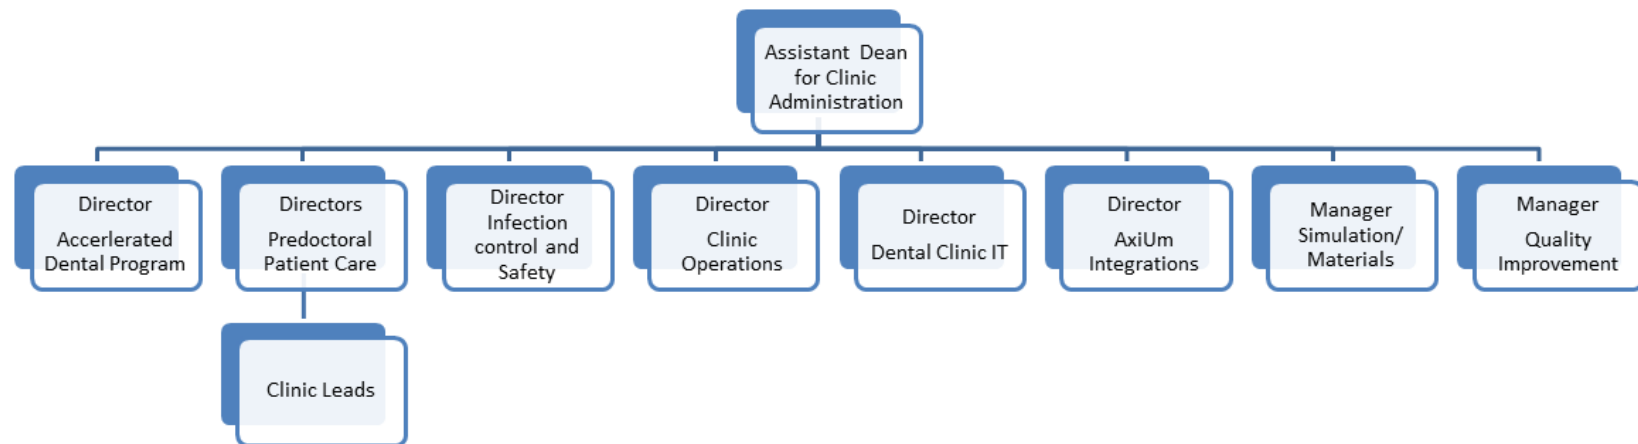 Assistant Dean
for Clinic
Administration
Director
Accerlerated
Dental Program
Directors
Predoctoral
Patient Care
Director
Infection
control and
Safety
Director
Clinic
Operations
Director
Dental Clinic IT
Director
AxiUm
Integrations
Manager
Simulation/
Materials
Manager
Quality
Improvement
Clinic Leads